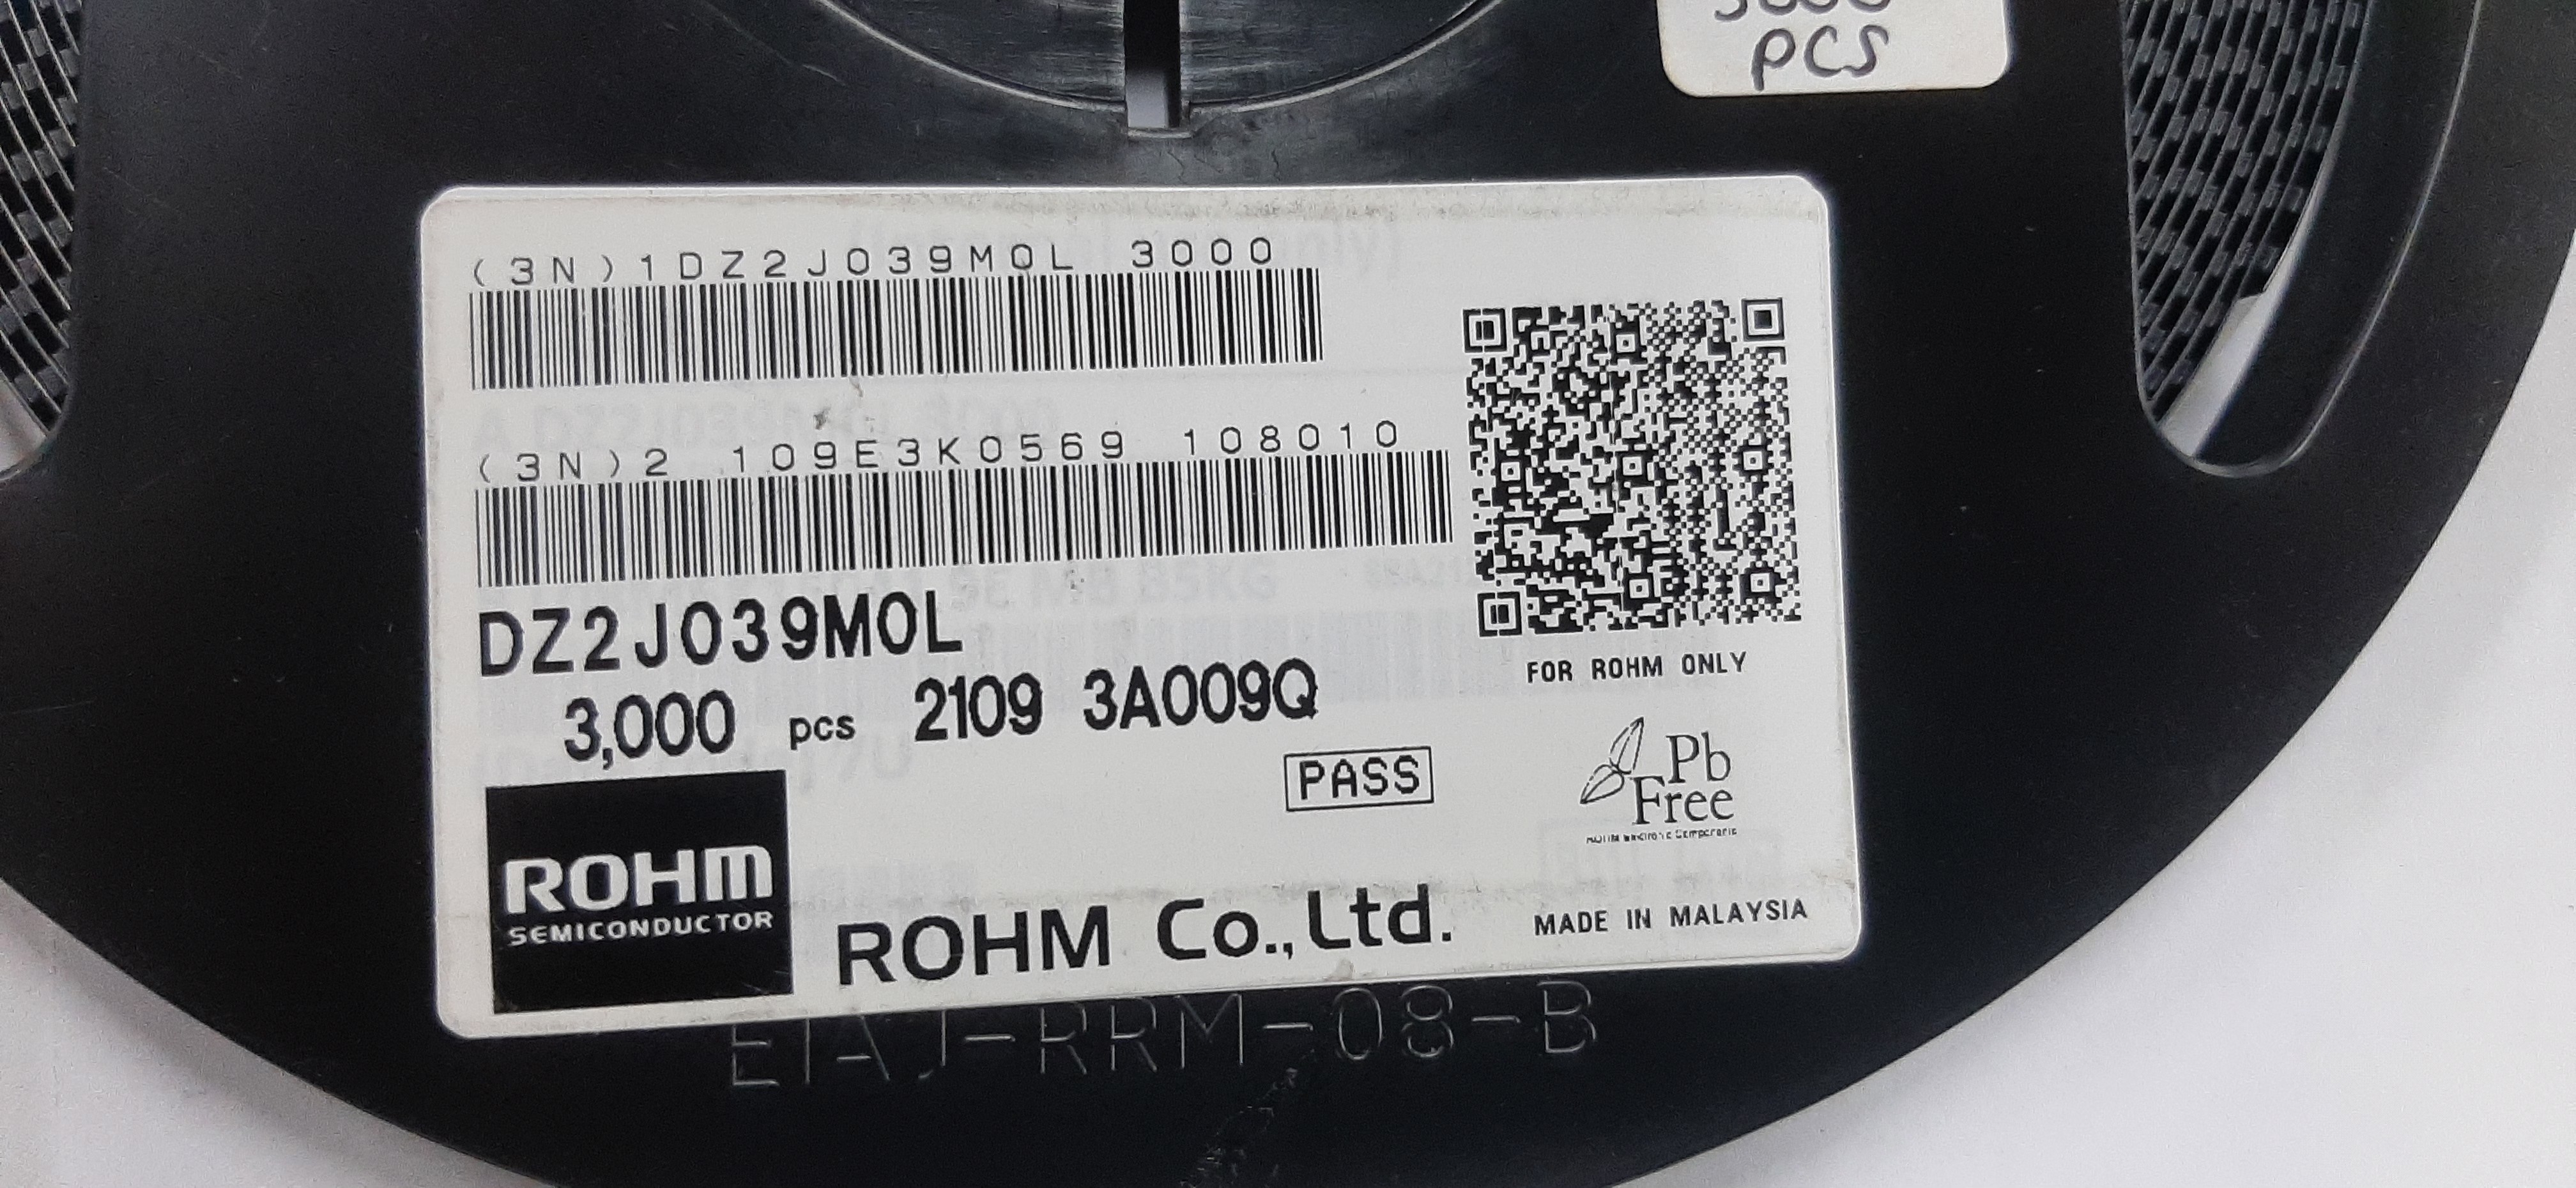 PCS
(3N)1DZ2J039M0L 3000
(3N)2 109E3K0569 108010
DZ2J039M0L
3,000 pcs 2109 3A009Q
FOR ROHM ONLY
PASS
Pb
Free
ROHM
SEMICONDUCTOR
ROHM Co.,Ltd.
MADE IN MALAYSIA
EIAJ-RRM-08-B